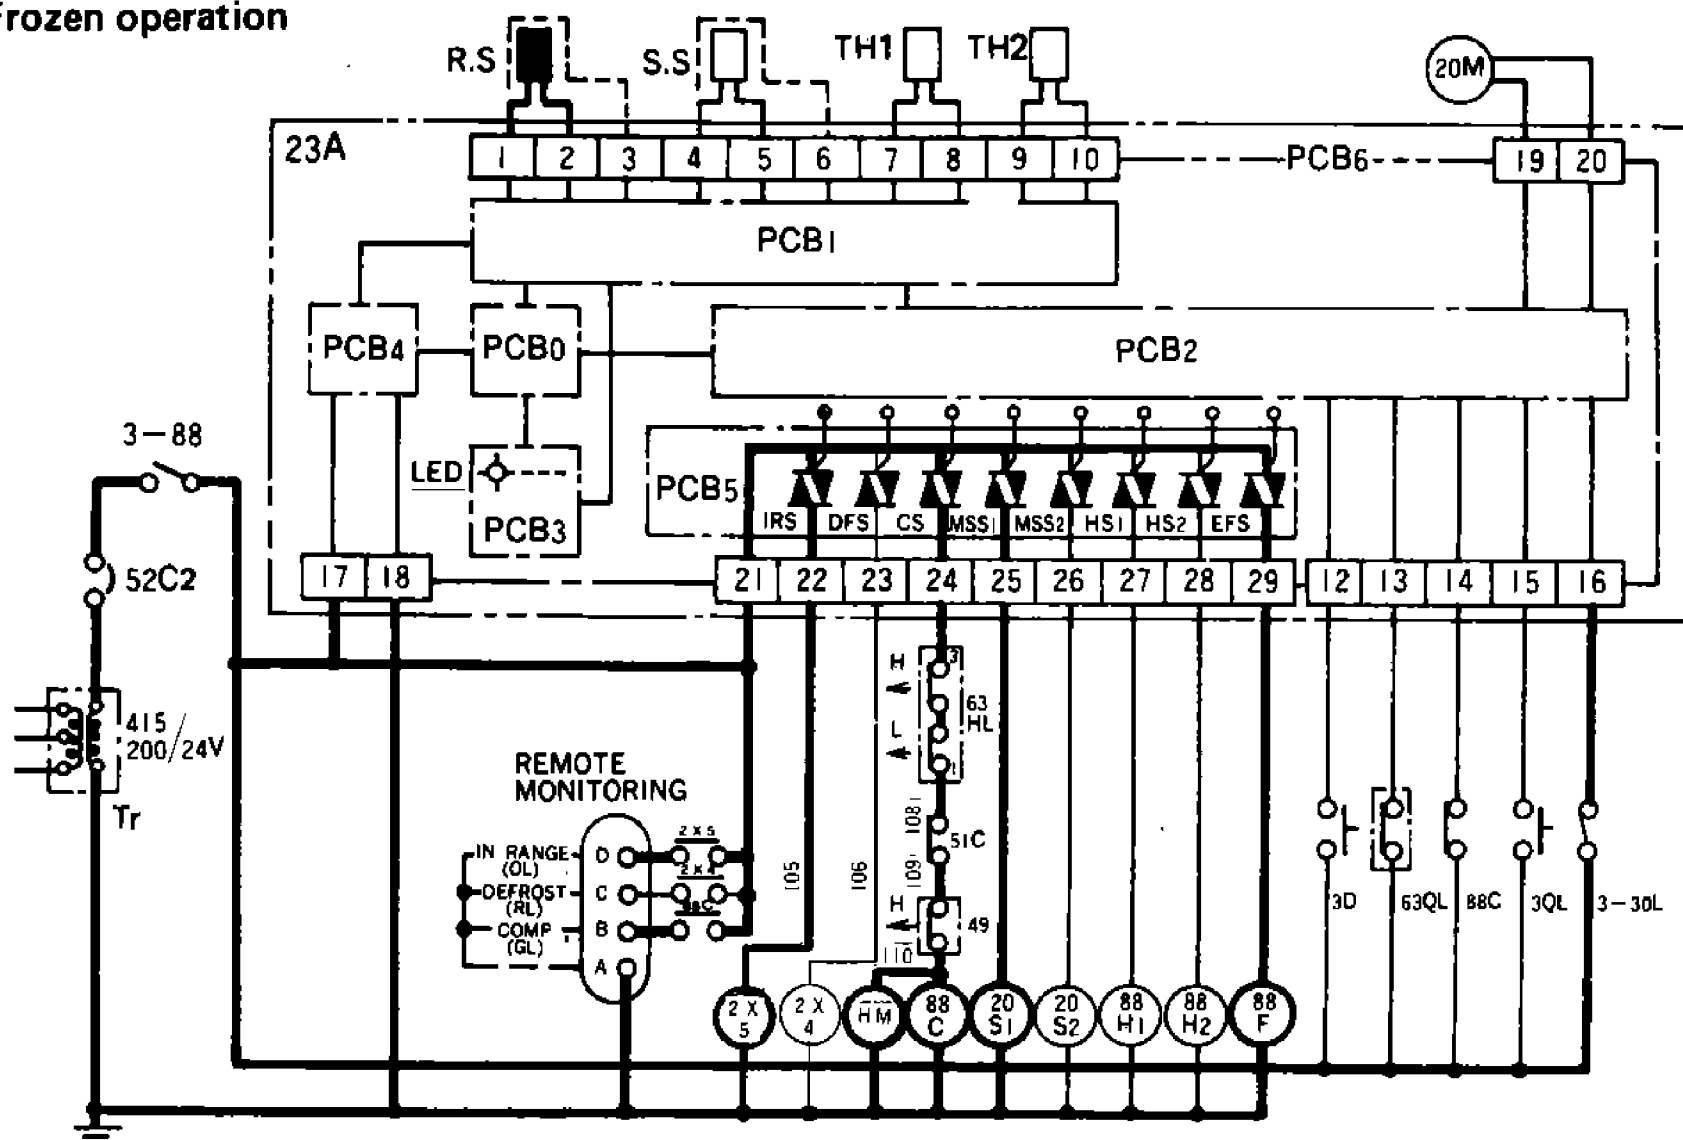 Frozen operation
R.S S.S TH1 TH2 20M
23A
1 2 3 4 5 6 7 8 9 10 PCB6 19 20
PCB1
PCB4 PCB0 PCB2
3-88
LED
PCB3
PCB5
IRS DFS CS MSS1 MSS2 HS1 HS2 EFS
52C2
17 18 21 22 23 24 25 26 27 28 29 12 13 14 15 16
H 3
63
HL
L
1
415
200/24V
Tr
REMOTE
MONITORING
108
51C
109
105
106
2X5
IN RANGE D
(OL)
2X4
DEFROST C
(RL)
88C
COMP B
(GL)
A
H
49
110
3D 63QL 88C 3QL 3-30L
2X
5
2X
4
HM
88
C
20
S1
20
S2
88
H1
88
H2
88
F